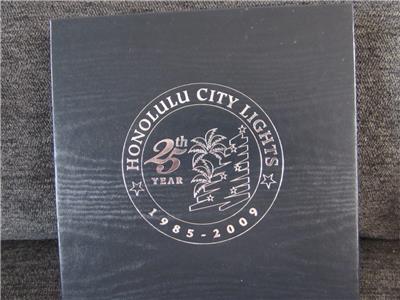 HONOLULU CITY LIGHTS
25th
YEAR
1985-2009